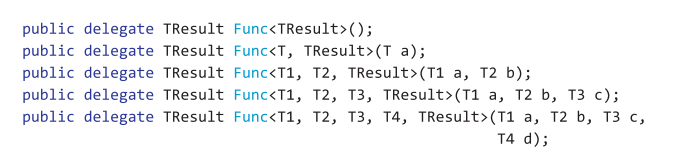 public delegate TResult Func<TResult>();
public delegate TResult Func<T, TResult>(T a);
public delegate TResult Func<T1, T2, TResult>(T1 a, T2 b);
public delegate TResult Func<T1, T2, T3, TResult>(T1 a, T2 b, T3 c);
public delegate TResult Func<T1, T2, T3, T4, TResult>(T1 a, T2 b, T3 c,
T4 d);